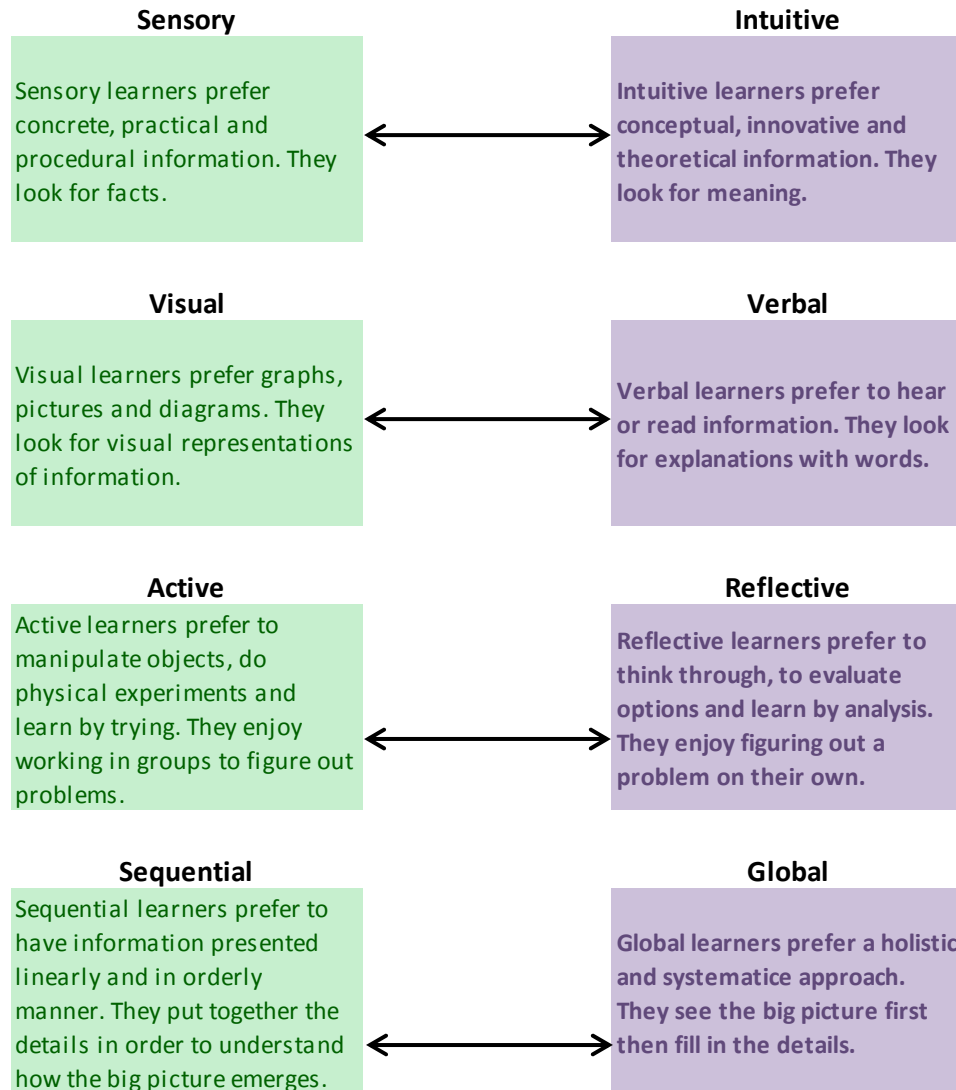 Sensory
Intuitive
Sensory learners prefer
concrete, practical and
procedural information. They
look for facts.
Intuitive learners prefer
conceptual, innovative and
theoretical information. They
look for meaning.
Visual
Verbal
Visual learners prefer graphs,
pictures and diagrams. They
look for visual representations
of information.
Verbal learners prefer to hear
or read information. They look
for explanations with words.
Active
Reflective
Active learners prefer to
manipulate objects, do
physical experiments and
learn by trying. They enjoy
working in groups to figure out
problems.
Reflective learners prefer to
think through, to evaluate
options and learn by analysis.
They enjoy figuring out a
problem on their own.
Sequential
Global
Sequential learners prefer to
have information presented
linearly and in orderly
manner. They put together the
details in order to understand
how the big picture emerges.
Global learners prefer a holistic
and systematice approach.
They see the big picture first
then fill in the details.